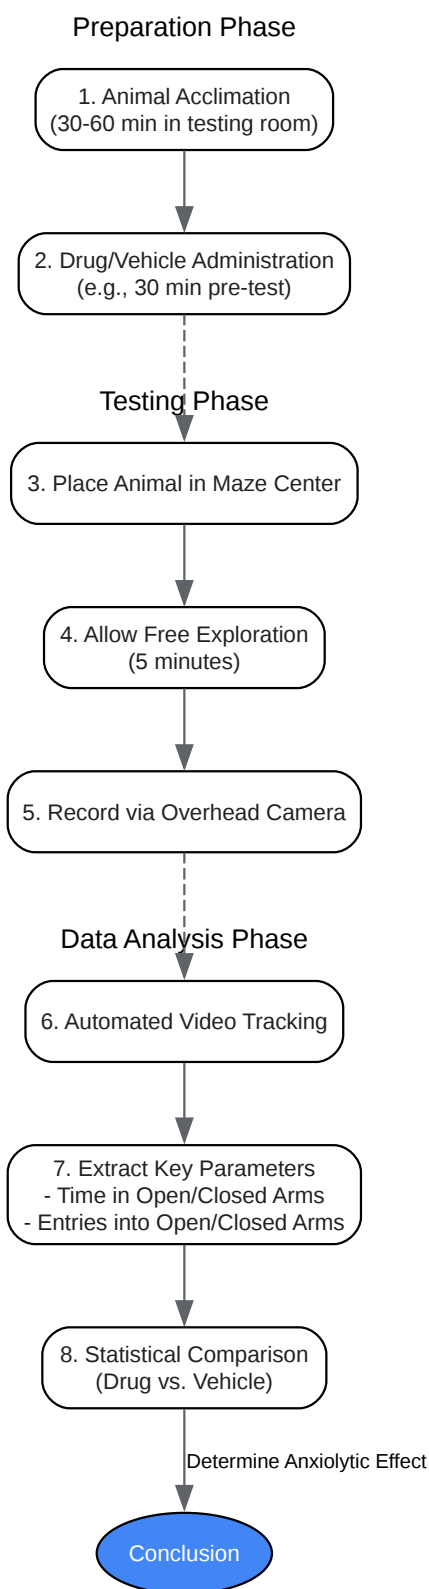 Preparation Phase
1. Animal Acclimation
(30-60 min in testing room)
2. Drug/Vehicle Administration
(e.g., 30 min pre-test)
Testing Phase
3. Place Animal in Maze Center
4. Allow Free Exploration
(5 minutes)
5. Record via Overhead Camera
Data Analysis Phase
6. Automated Video Tracking
7. Extract Key Parameters
- Time in Open/Closed Arms
- Entries into Open/Closed Arms
8. Statistical Comparison
(Drug vs. Vehicle)
Determine Anxiolytic Effect
Conclusion